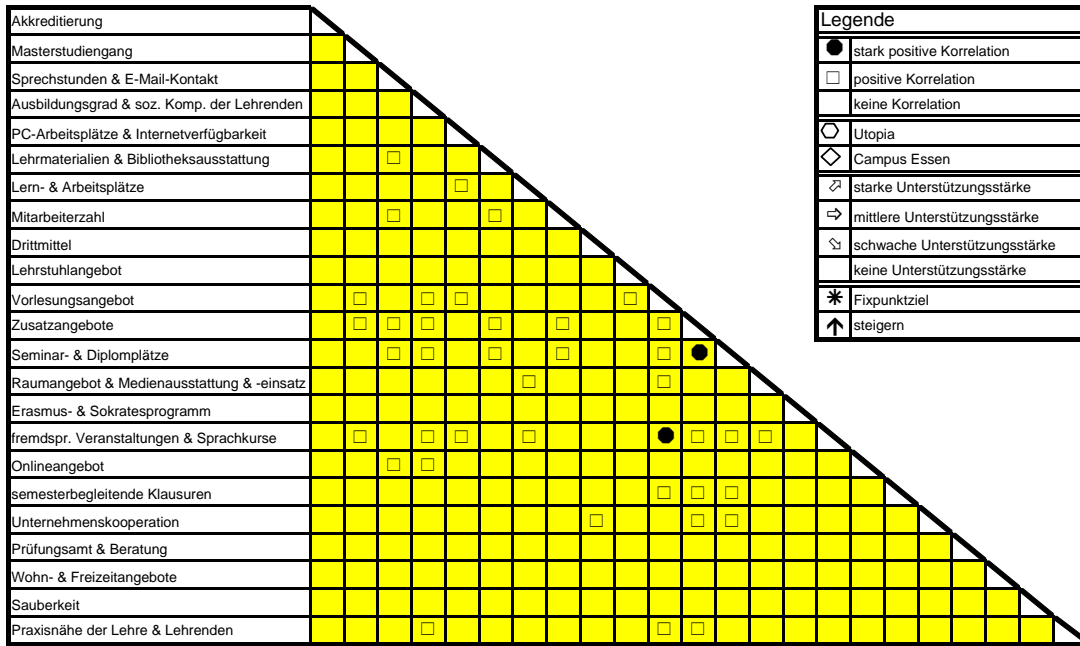 Akkreditierung
Masterstudiengang
Sprechstunden & E-Mail-Kontakt
Ausbildungsgrad & soz. Komp. der Lehrenden
PC-Arbeitsplätze & Internetverfügbarkeit
Lehrmaterialien & Bibliotheksausstattung
Lern- & Arbeitsplätze
Mitarbeiterzahl
Drittmittel
Lehrstuhlangebot
Vorlesungsangebot
Zusatzangebote
Seminar- & Diplomplätze
Raumangebot & Medienausstattung & -einsatz
Erasmus- & Sokratesprogramm
fremdspr. Veranstaltungen & Sprachkurse
Onlineangebot
semesterbegleitende Klausuren
Unternehmenskooperation
Prüfungsamt & Beratung
Wohn- & Freizeitangebote
Sauberkeit
Praxisnähe der Lehre & Lehrenden
Legende
stark positive Korrelation
positive Korrelation
keine Korrelation
Utopia
Campus Essen
starke Unterstützungsstärke
mittlere Unterstützungsstärke
schwache Unterstützungsstärke
keine Unterstützungsstärke
Fixpunktziel
steigern